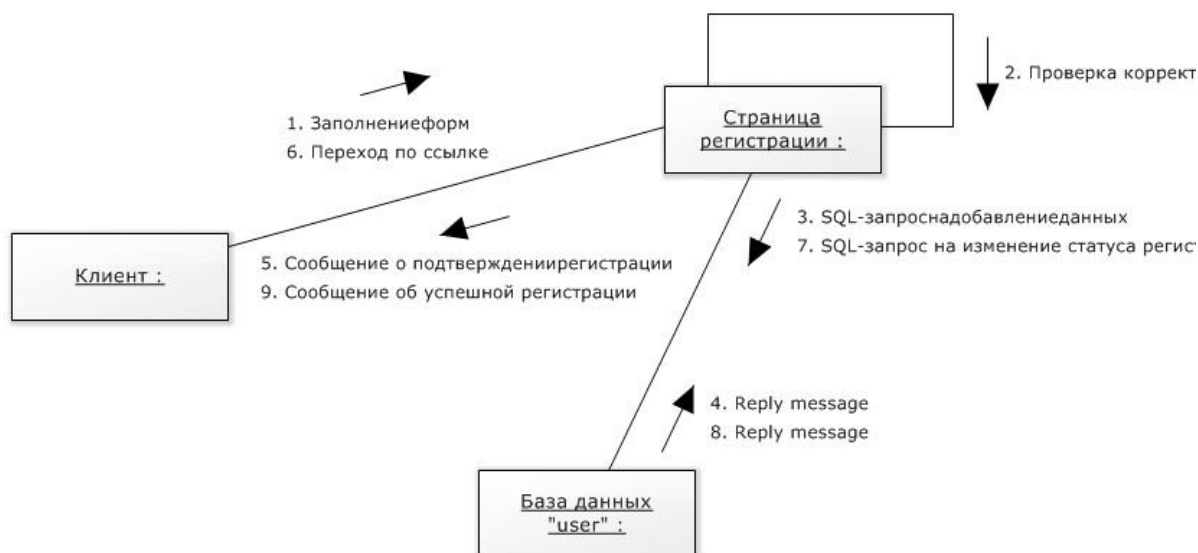 2. Проверка коррект
Страница
регистрации :
1. Заполнениеформ
6. Переход по ссылке
3. SQL-запроснадобавлениеданных
7. SQL-запрос на изменение статуса регист
Клиент :
5. Сообщение о подтверждениирегистрации
9. Сообщение об успешной регистрации
4. Reply message
8. Reply message
База данных
"user" :